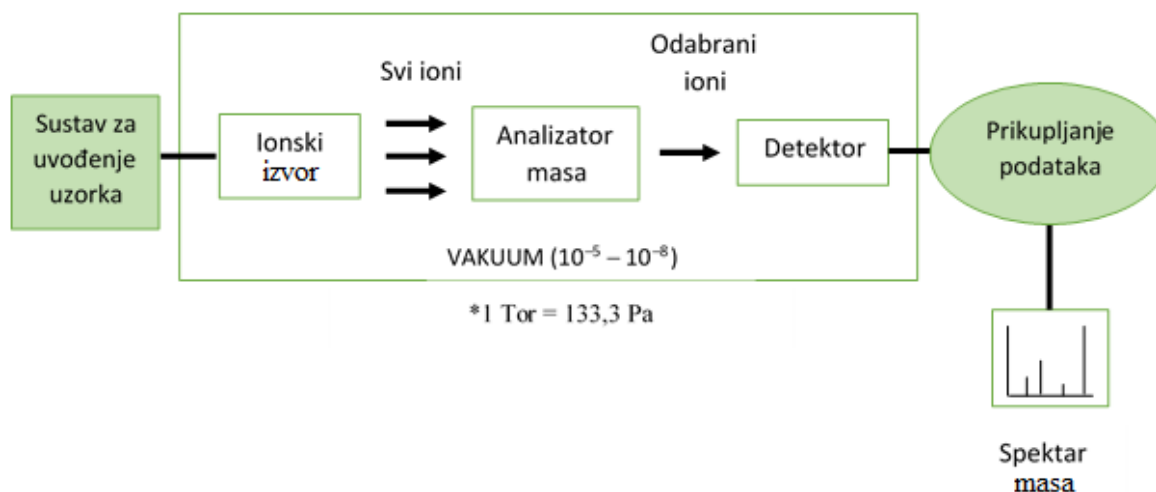 Sustav za
uvođenje
uzorka
Ionski
izvor
Svi ioni
Analizator
masa
Odabrani
ioni
Detektor
Prikupljanje
podataka
VAKUUM (10⁻⁵ – 10⁻⁸)
*1 Tor = 133,3 Pa
Spektar
masa